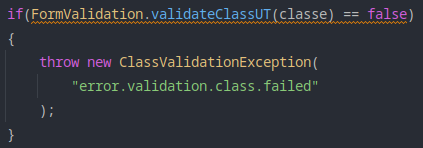 if(FormValidation.validateClassUT(classe) == false)
{
throw new ClassValidationException(
"error.validation.class.failed"
);
}